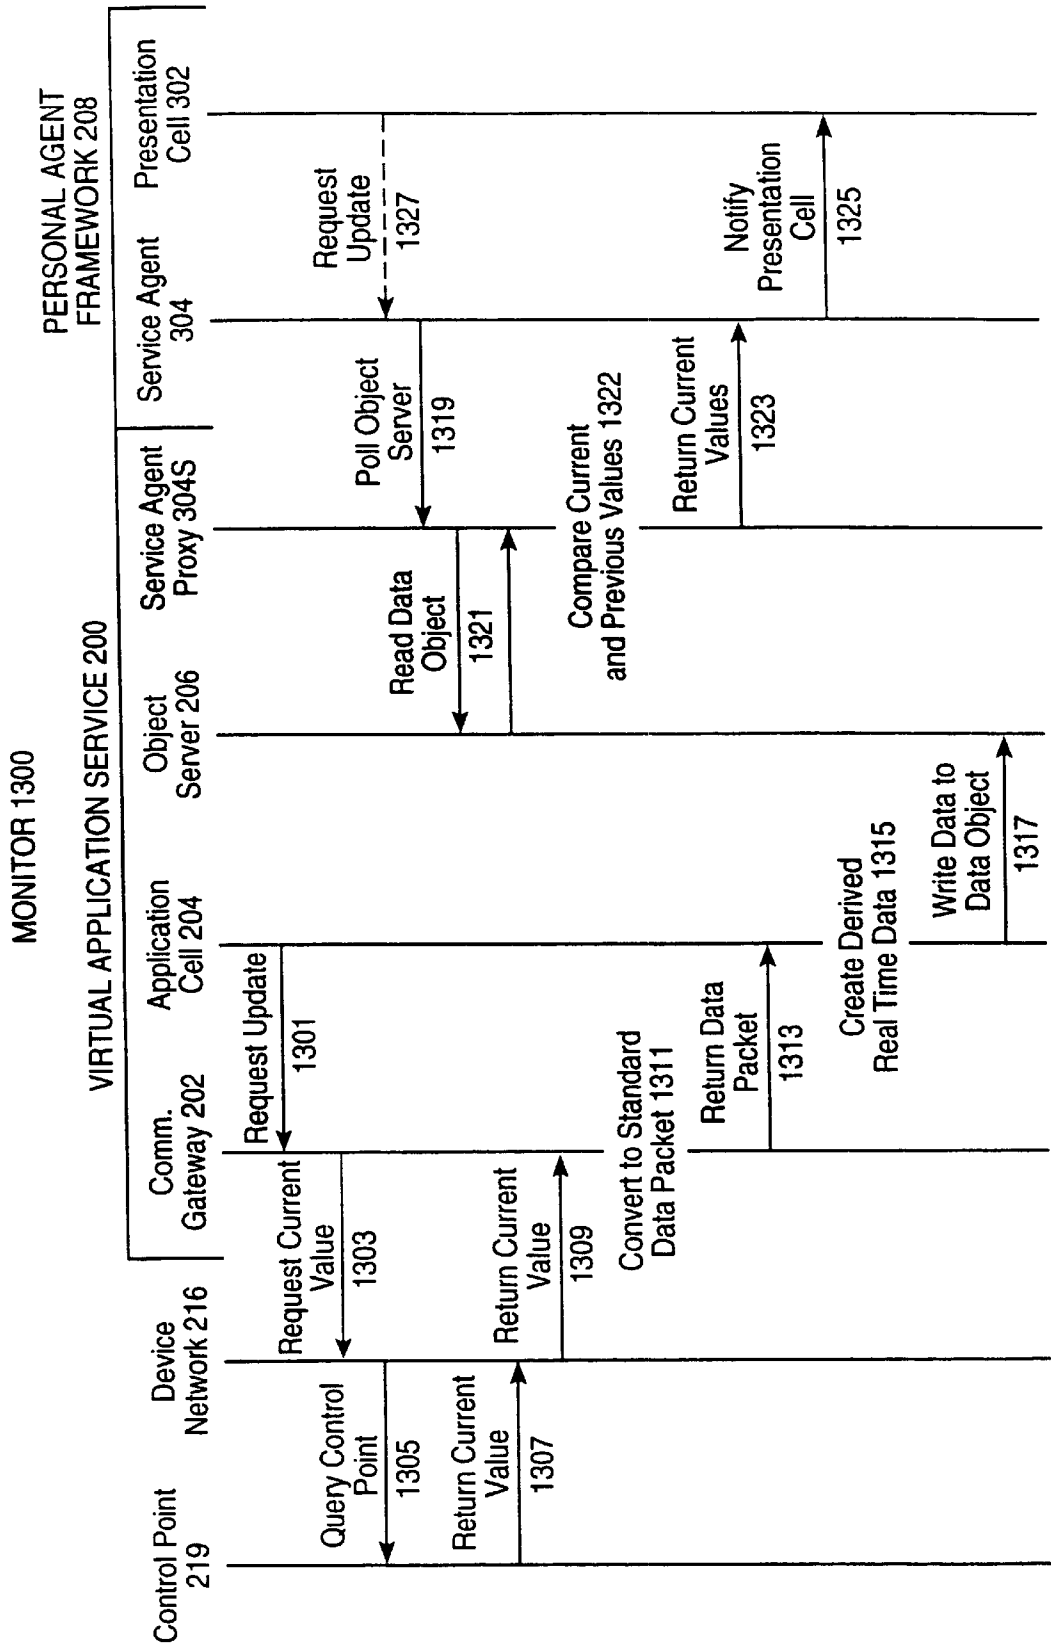 MONITOR 1300
VIRTUAL APPLICATION SERVICE 200
PERSONAL AGENT
FRAMEWORK 208
Control Point
219
Device
Network 216
Comm.
Gateway 202
Application
Cell 204
Object
Server 206
Service Agent
Proxy 304S
Service Agent
304
Presentation
Cell 302
Request Update
1301
Request Current
Value
1303
Query Control
Point
1305
Return Current
Value
1307
Return Current
Value
1309
Convert to Standard
Data Packet 1311
Return Data
Packet
1313
Create Derived
Real Time Data 1315
Write Data to
Data Object
1317
Request
Update
1327
Poll Object
Server
1319
Read Data
Object
1321
Compare Current
and Previous Values 1322
Return Current
Values
1323
Notify
Presentation
Cell
1325